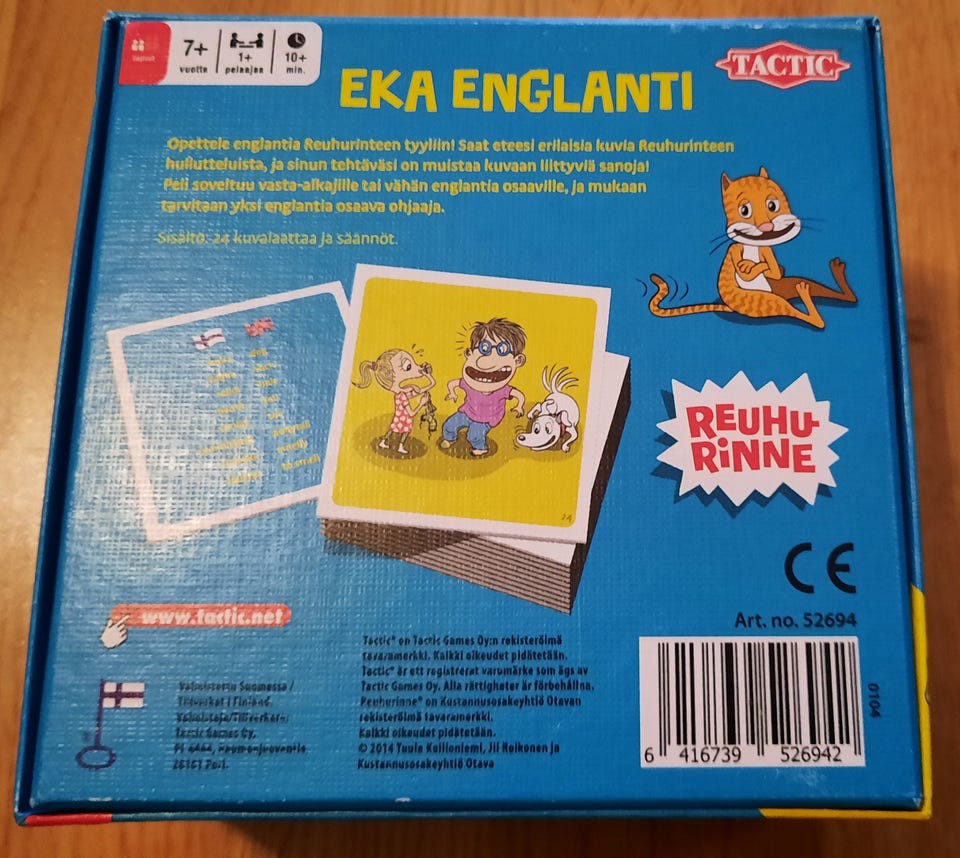 7+
vuotta
1+
pelaajaa
10+
min.
TACTIC
EKA ENGLANTI
Opettele englantia Reuhurinteen tyyliin! Saat eteesi erilaisia kuvia Reuhurinteen
hullutteluista, ja sinun tehtäväsi on muistaa kuvaan liittyviä sanoja!
Peli soveltuu vasta-alkajille tai vähän englantia osaaville, ja mukaan
tarvitaan yksi englantia osaava ohjaaja.
Sisältö: 24 kuvalaattaa ja säännöt.
to smell
24
REUHU-
RINNE
CE
www.tactic.net
Art. no. 52694
Tactic® on Tactic Games Oy:n rekisteröimä
tavaramerkki. Kaikki oikeudet pidätetään.
Tactic® är ett registrerat varumärke som ägs av
Tactic Games Oy. Alla rättigheter är förbehållna.
Reuhurinne® on Kustannusosakeyhtiö Otavan
rekisteröimä tavaramerkki.
Kaikki oikeudet pidätetään.
© 2014 Tuula Kallioniemi, Jii Roikonen ja
Kustannusosakeyhtiö Otava
Valmistettu Suomessa /
Tillverkat i Finland.
Valmistaja/Tillverkare:
Tactic Games Oy,
28101 Pori.
0104
6 416739 526942